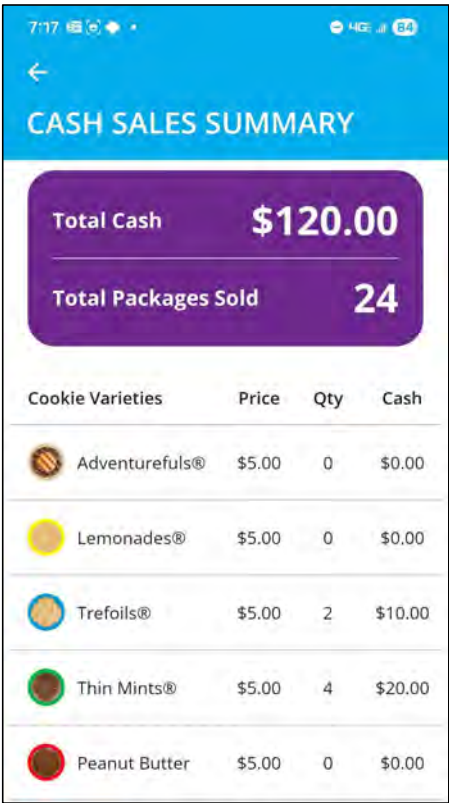 7:17 4GE 84
CASH SALES SUMMARY
Total Cash $120.00
Total Packages Sold 24
Cookie Varieties Price Qty Cash
Adventurefuls® $5.00 0 $0.00
Lemonades® $5.00 0 $0.00
Trefoils® $5.00 2 $10.00
Thin Mints® $5.00 4 $20.00
Peanut Butter $5.00 0 $0.00